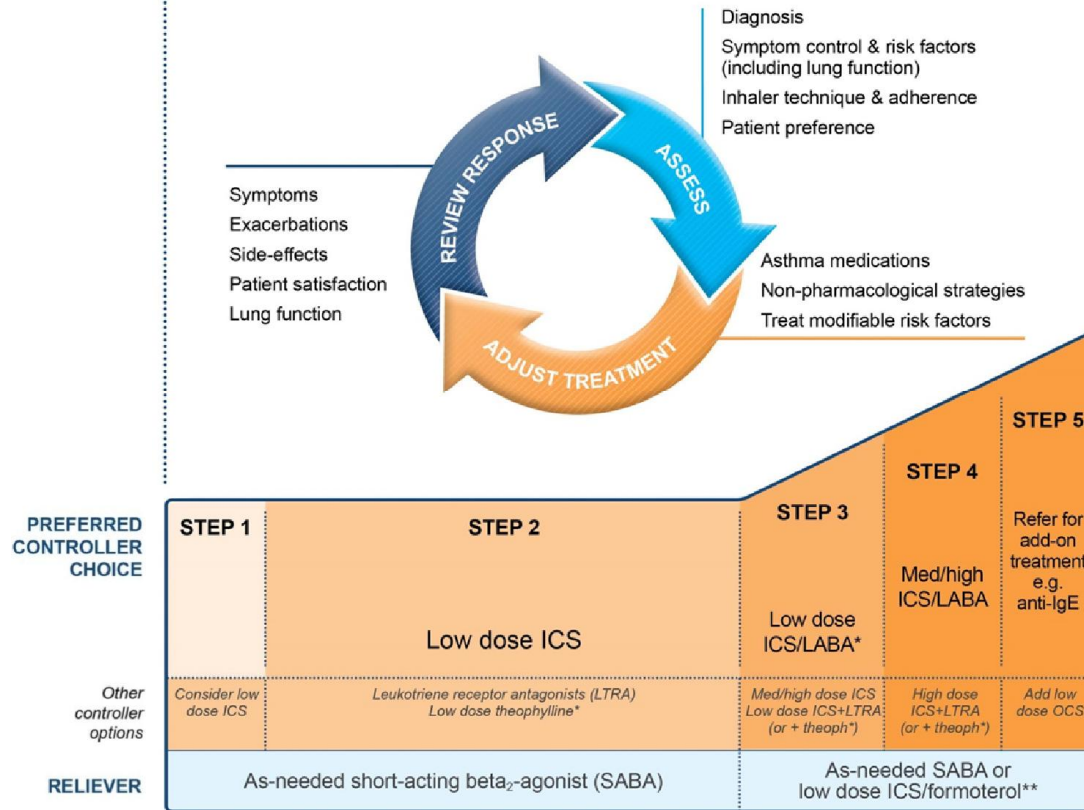 Diagnosis
Symptom control & risk factors
(including lung function)
Inhaler technique & adherence
Patient preference
REVIEW RESPONSE
ASSESS
ADJUST TREATMENT
Symptoms
Exacerbations
Side-effects
Patient satisfaction
Lung function
Asthma medications
Non-pharmacological strategies
Treat modifiable risk factors
PREFERRED
CONTROLLER
CHOICE
STEP 1
STEP 2
Low dose ICS
STEP 3
Low dose
ICS/LABA*
STEP 4
Med/high
ICS/LABA
STEP 5
Refer for
add-on
treatment
e.g.
anti-IgE
Other
controller
options
Consider low
dose ICS
Leukotriene receptor antagonists (LTRA)
Low dose theophylline*
Med/high dose ICS
Low dose ICS+LTRA
(or + theoph*)
High dose
ICS+LTRA
(or + theoph*)
Add low
dose OCS
RELIEVER
As-needed short-acting beta₂-agonist (SABA)
As-needed SABA or
low dose ICS/formoterol**